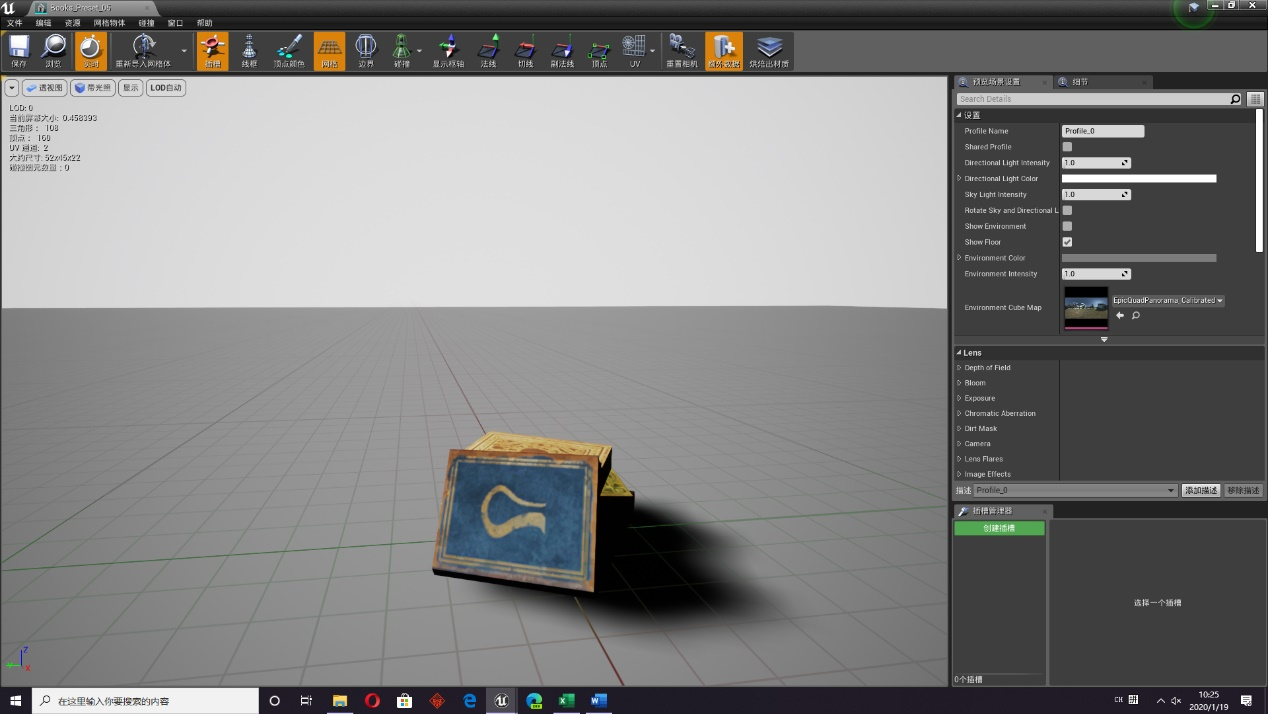 Books_Preset_05
文件 编辑 资源 网格物体 碰撞 窗口 帮助
保存 浏览 实时 重新导入网格体 插槽 线框 顶点颜色 网格 边界 碰撞 显示枢轴 法线 切线 副法线 顶点 UV 重置相机 额外数据 烘焙出材质
透视图 带光照 显示 LOD自动
LOD: 0
当前屏幕大小: 0.458393
三角形: 108
顶点: 168
UV 通道: 2
大约尺寸: 52x45x22
碰撞图元数量: 0
预览场景设置 细节
Search Details
设置
Profile Name Profile_0
Shared Profile
Directional Light Intensity 1.0
Directional Light Color
Sky Light Intensity 1.0
Rotate Sky and Directional L
Show Environment
Show Floor
Environment Color
Environment Intensity 1.0
Environment Cube Map EpicQuadPanorama_Calibrated
Lens
Depth of Field
Bloom
Exposure
Chromatic Aberration
Dirt Mask
Camera
Lens Flares
Image Effects
描述 Profile_0 添加描述 移除描述
插槽管理器
创建插槽
选择一个插槽
0个插槽
Z
X
在这里输入你要搜索的内容
CH
10:25
2020/1/19